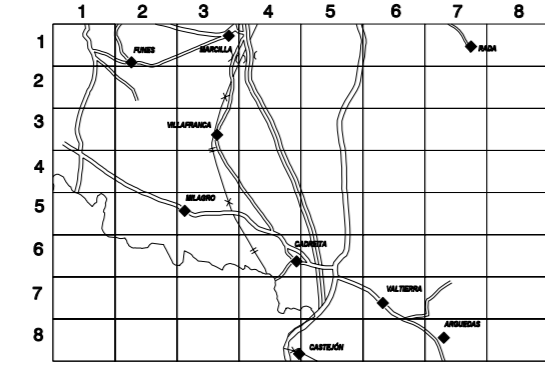 1 2 3 4 5 6 7 8
1
FUNES
MARCILLA
RADA
2
3
VILLAFRANCA
4
5
MILAGRO
6
CADREITA
7
VALTIERRA
8
ARGUEDAS
CASTEJÓN